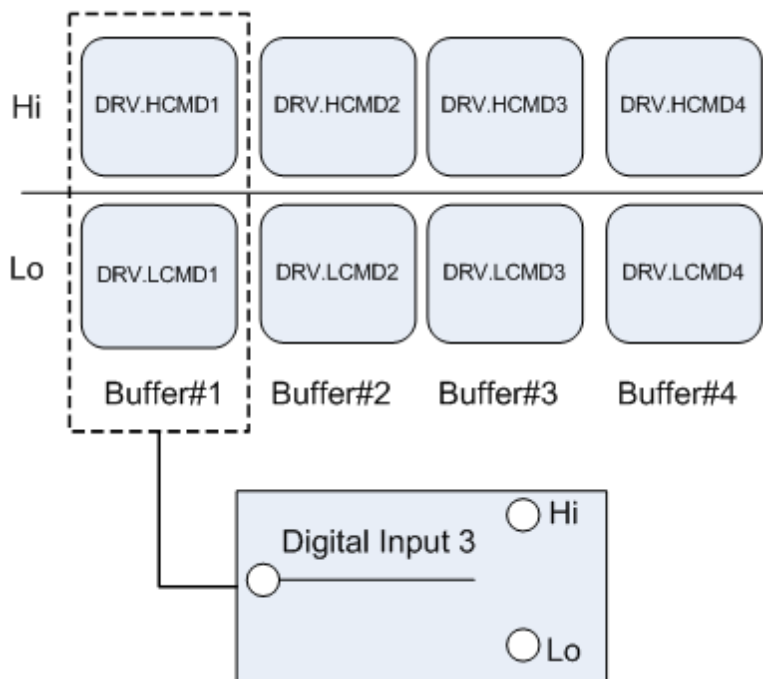 Hi
DRV.HCMD1 DRV.HCMD2 DRV.HCMD3 DRV.HCMD4
Lo
DRV.LCMD1 DRV.LCMD2 DRV.LCMD3 DRV.LCMD4
Buffer#1 Buffer#2 Buffer#3 Buffer#4
Digital Input 3
Hi
Lo